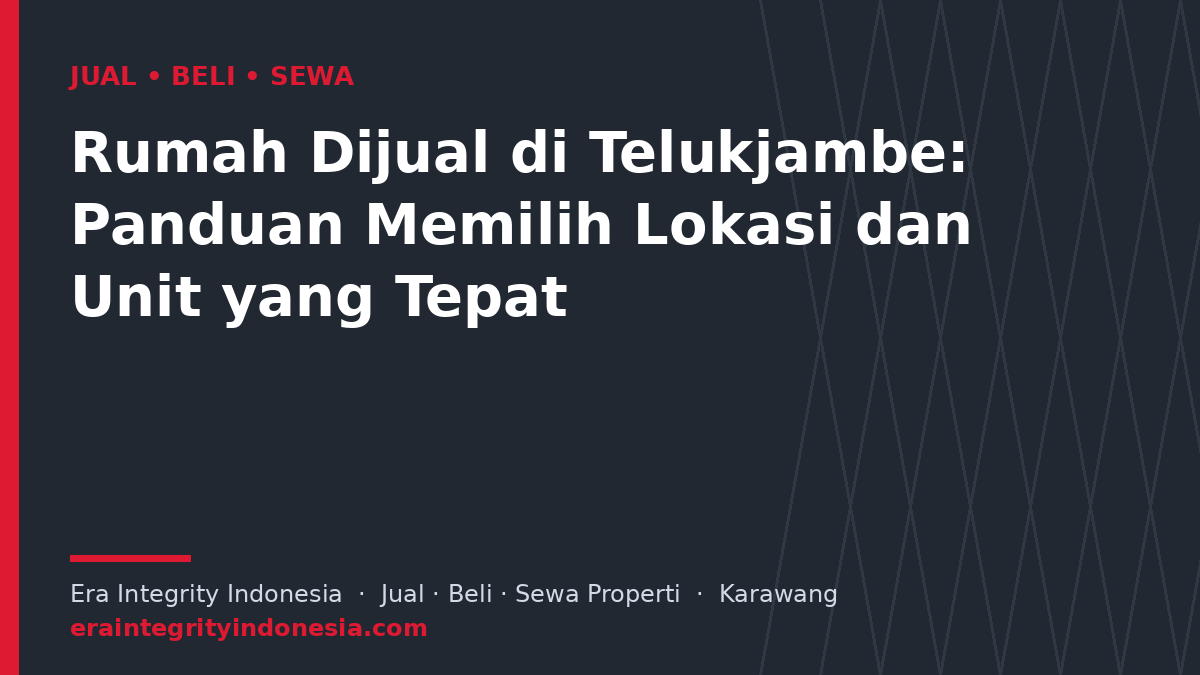 JUAL • BELI • SEWA
Rumah Dijual di Telukjambe:
Panduan Memilih Lokasi dan
Unit yang Tepat
Era Integrity Indonesia · Jual · Beli · Sewa Properti · Karawang
eraintegrityindonesia.com